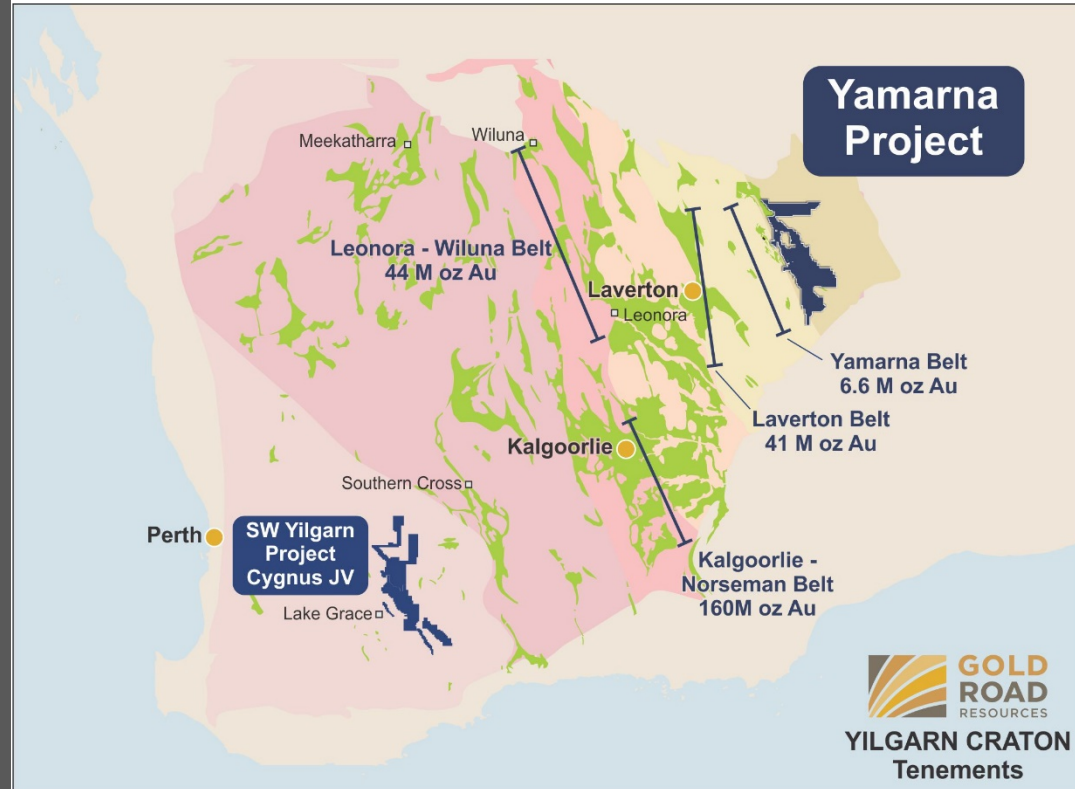 Yamarna
Project
Meekatharra
Wiluna
Leonora - Wiluna Belt
44 M oz Au
Laverton
Leonora
Yamarna Belt
6.6 M oz Au
Laverton Belt
41 M oz Au
Kalgoorlie
Southern Cross
Perth
SW Yilgarn
Project
Cygnus JV
Lake Grace
Kalgoorlie -
Norseman Belt
160M oz Au
GOLD
ROAD
RESOURCES
YILGARN CRATON
Tenements